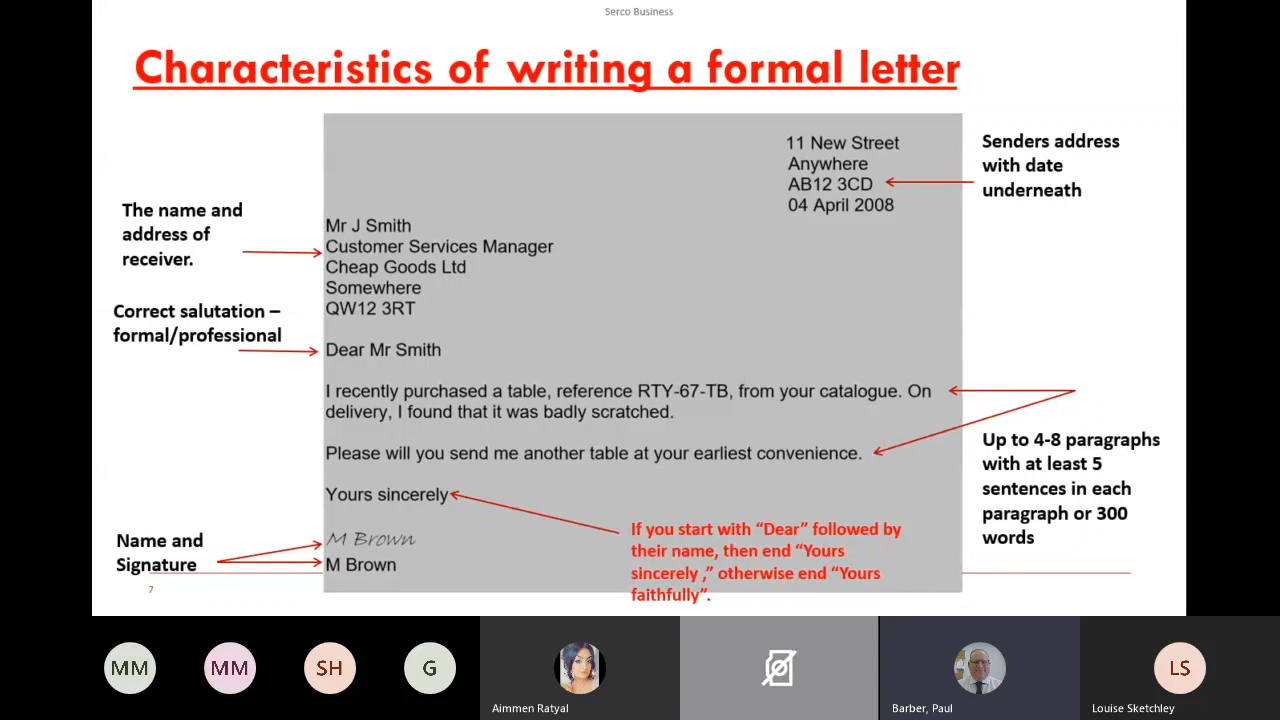 Serco Business
Characteristics of writing a formal letter
11 New Street
Anywhere
AB12 3CD
04 April 2008
Senders address
with date
underneath
The name and
address of
receiver.
Mr J Smith
Customer Services Manager
Cheap Goods Ltd
Somewhere
QW12 3RT
Correct salutation –
formal/professional
Dear Mr Smith
I recently purchased a table, reference RTY-67-TB, from your catalogue. On
delivery, I found that it was badly scratched.
Please will you send me another table at your earliest convenience.
Up to 4-8 paragraphs
with at least 5
sentences in each
paragraph or 300
words
Yours sincerely
If you start with “Dear” followed by
their name, then end “Yours
sincerely ,” otherwise end “Yours
faithfully”.
Name and
Signature
M Brown
M Brown
7
MM
MM
SH
G
Aimmen Ratyal
Barber, Paul
LS
Louise Sketchley